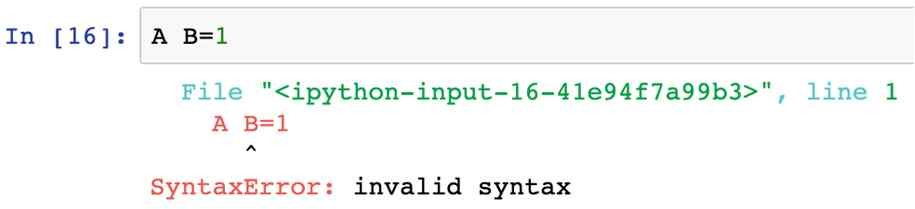 In [16]: A B=1
File "<ipython-input-16-41e94f7a99b3>", line 1
A B=1
^
SyntaxError: invalid syntax